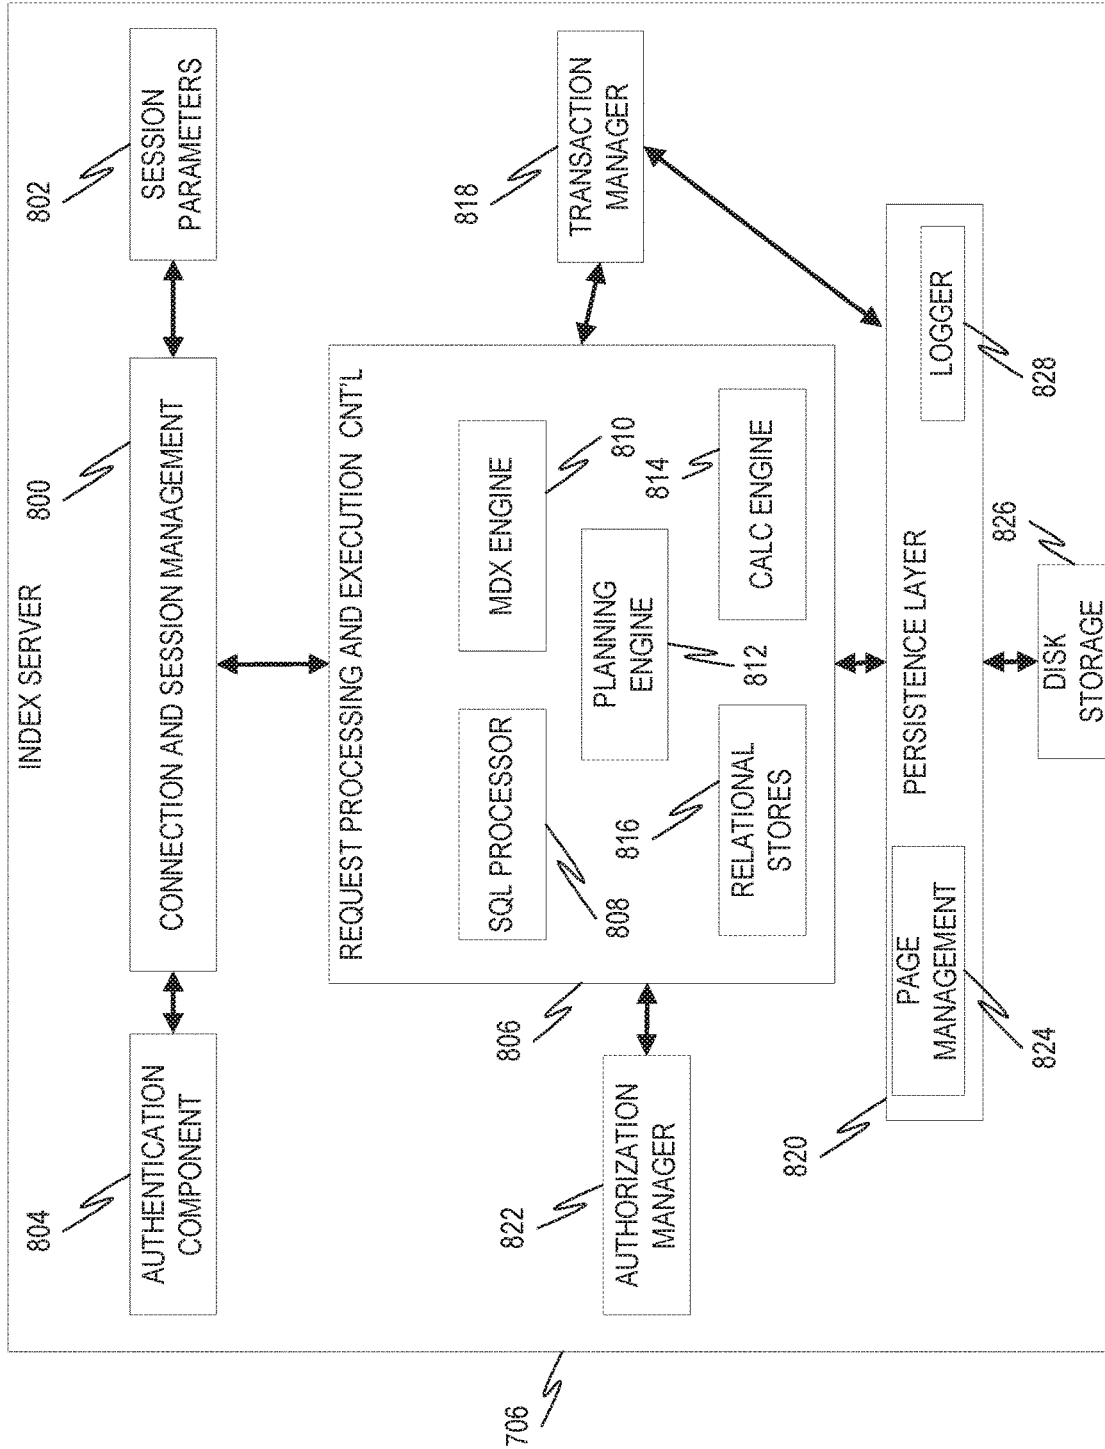 INDEX SERVER
706
804
AUTHENTICATION
COMPONENT
800
CONNECTION AND SESSION MANAGEMENT
802
SESSION
PARAMETERS
REQUEST PROCESSING AND EXECUTION CNT'L
806
SQL PROCESSOR
808
MDX ENGINE
810
PLANNING
ENGINE
812
816
RELATIONAL
STORES
814
CALC ENGINE
822
AUTHORIZATION
MANAGER
818
TRANSACTION
MANAGER
820
PAGE
MANAGEMENT
824
PERSISTENCE LAYER
LOGGER
828
826
DISK
STORAGE